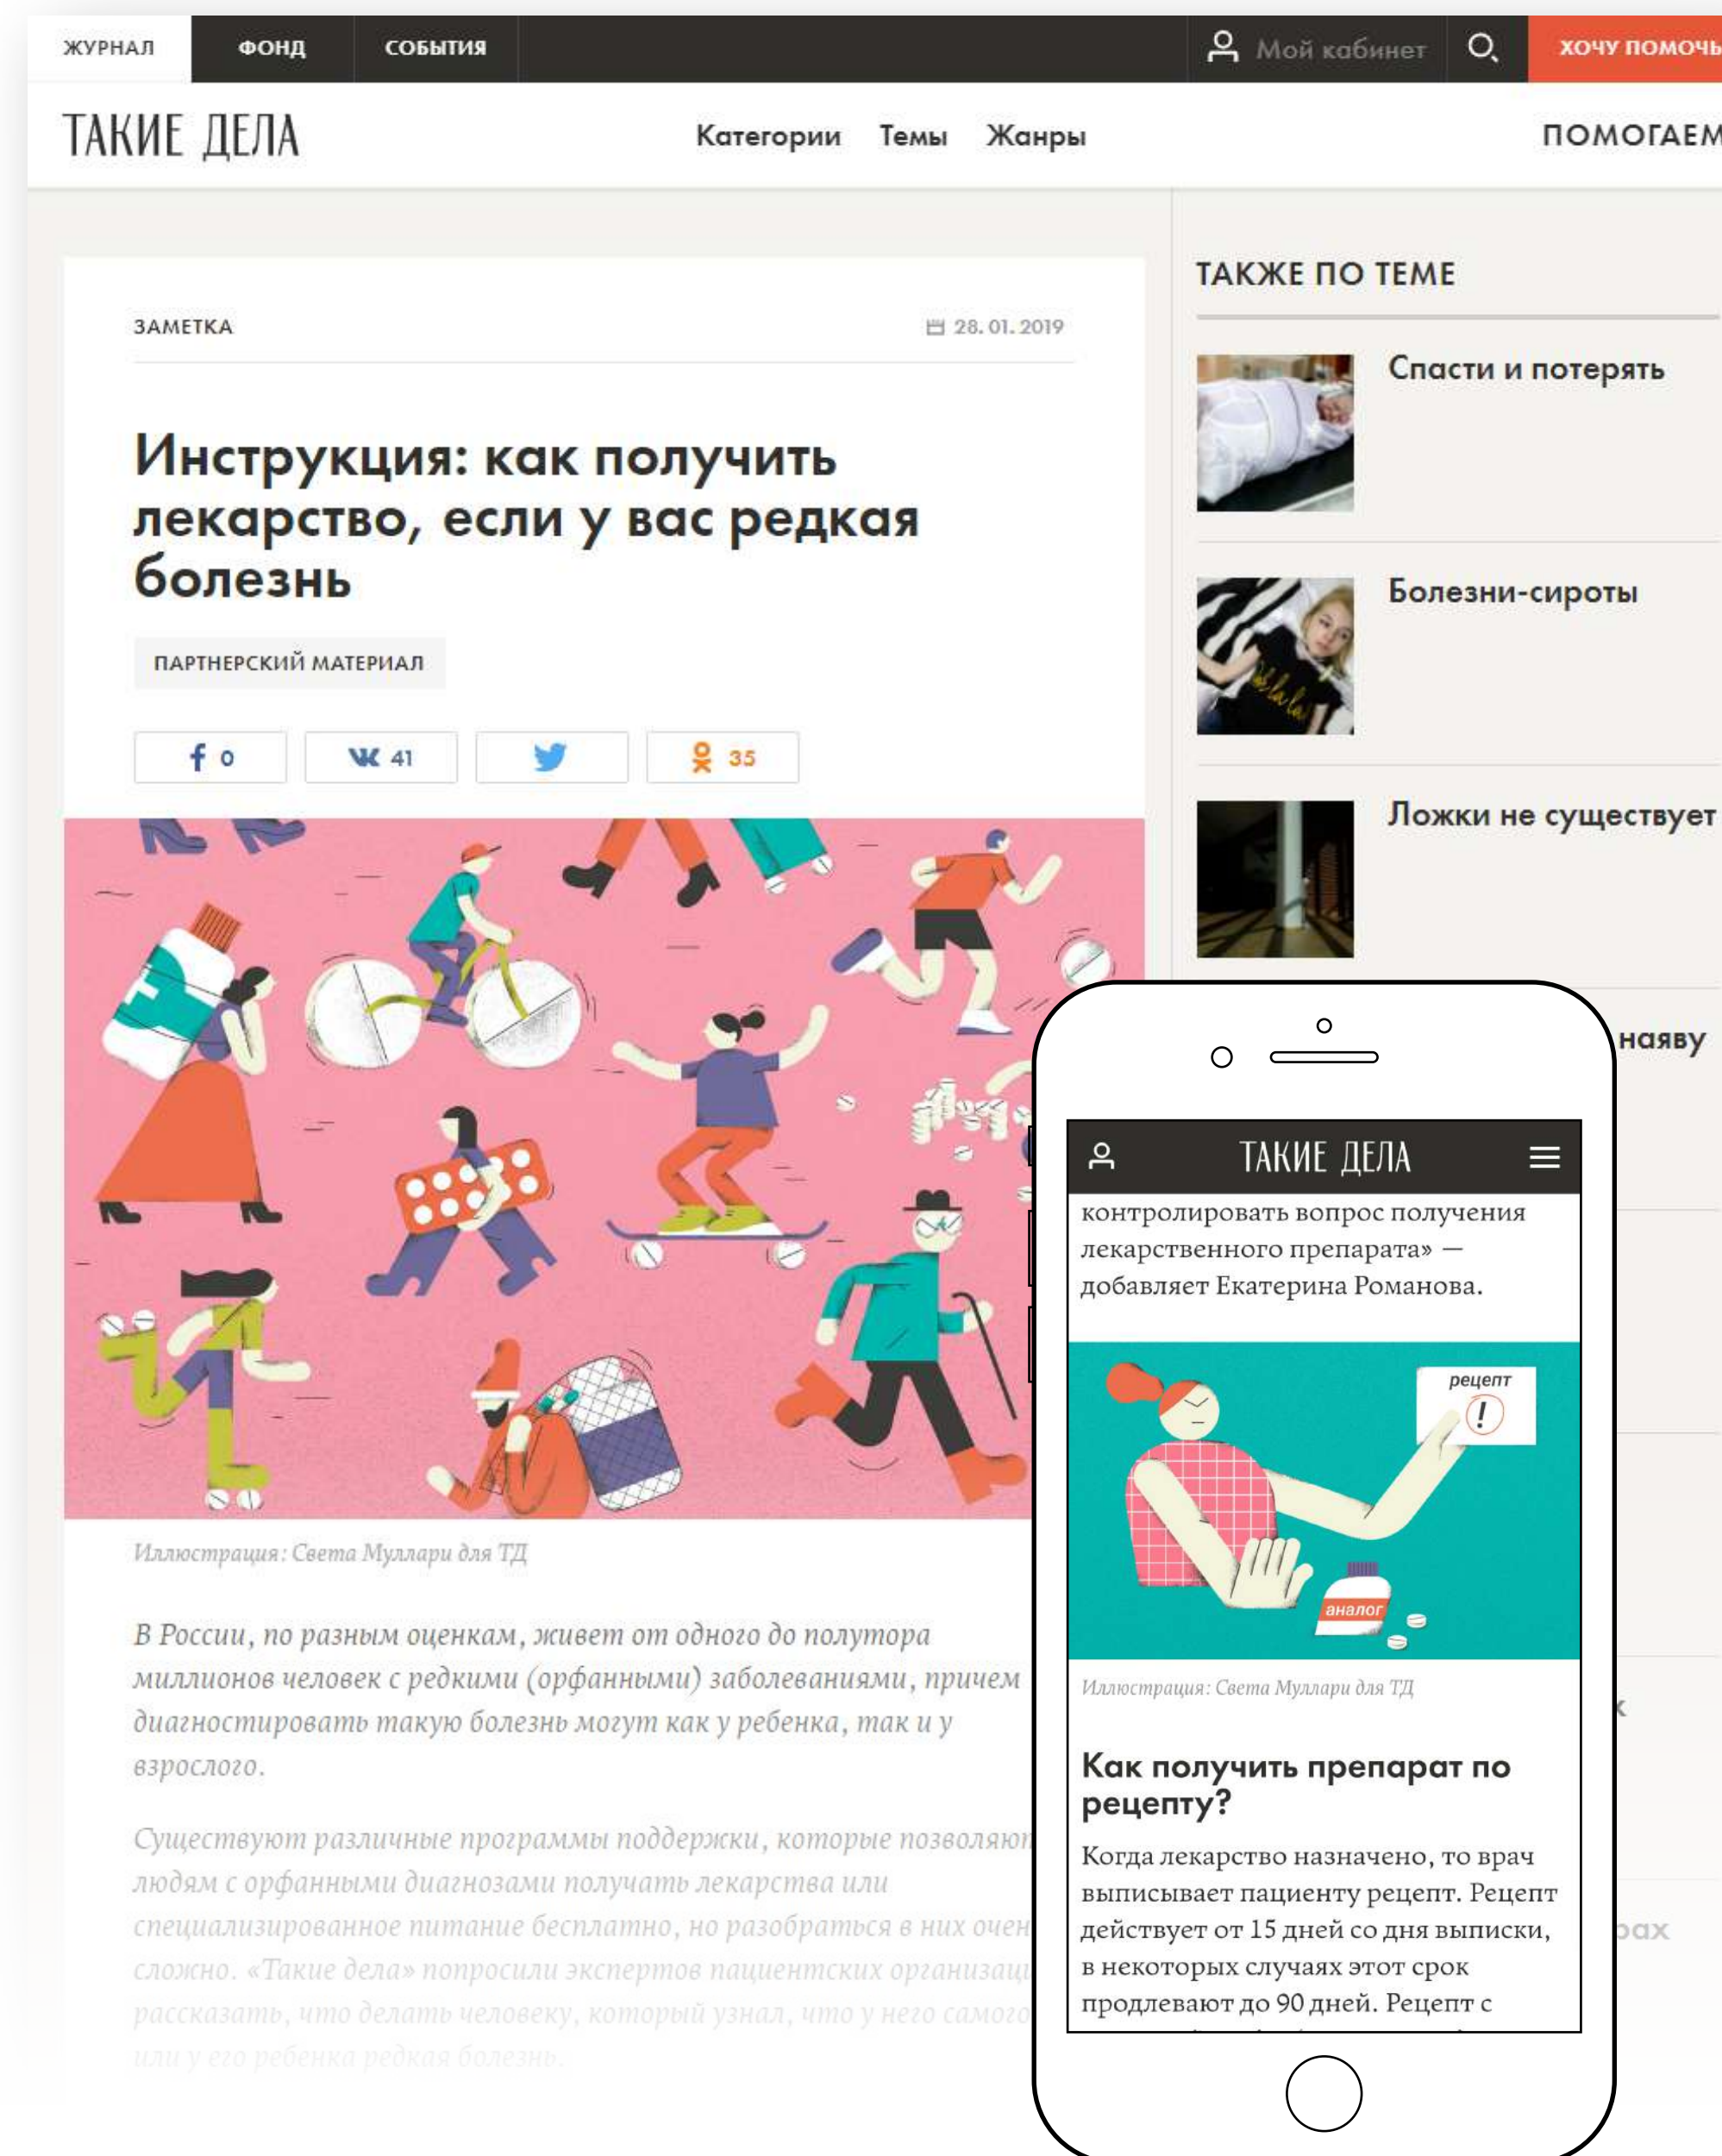 ЖУРНАЛ
ФОНД
СОБЫТИЯ
Мой кабинет
ХОЧУ ПОМОЧЬ
ТАКИЕ ДЕЛА
Категории
Темы
Жанры
ПОМОГАЕМ
ЗАМЕТКА
28.01.2019
Инструкция: как получить
лекарство, если у вас редкая
болезнь
ПАРТНЕРСКИЙ МАТЕРИАЛ
0
41
35
Иллюстрация: Света Муллари для ТД
В России, по разным оценкам, живет от одного до полутора
миллионов человек с редкими (орфанными) заболеваниями, причем
диагностировать такую болезнь могут как у ребенка, так и у
взрослого.
Существуют различные программы поддержки, которые позволяют
людям с орфанными диагнозами получать лекарства или
специализированное питание бесплатно, но разобраться в них очен
сложно. «Такие дела» попросили экспертов пациентских организаци
рассказать, что делать человеку, который узнал, что у него самого
или у его ребенка редкая болезнь.
ТАКЖЕ ПО ТЕМЕ
Спасти и потерять
Болезни-сироты
Ложки не существует
наяву
ТАКИЕ ДЕЛА
контролировать вопрос получения
лекарственного препарата» —
добавляет Екатерина Романова.
рецепт
!
аналог
Иллюстрация: Света Муллари для ТД
Как получить препарат по
рецепту?
Когда лекарство назначено, то врач
выписывает пациенту рецепт. Рецепт
действует от 15 дней со дня выписки,
в некоторых случаях этот срок
продлевают до 90 дней. Рецепт с